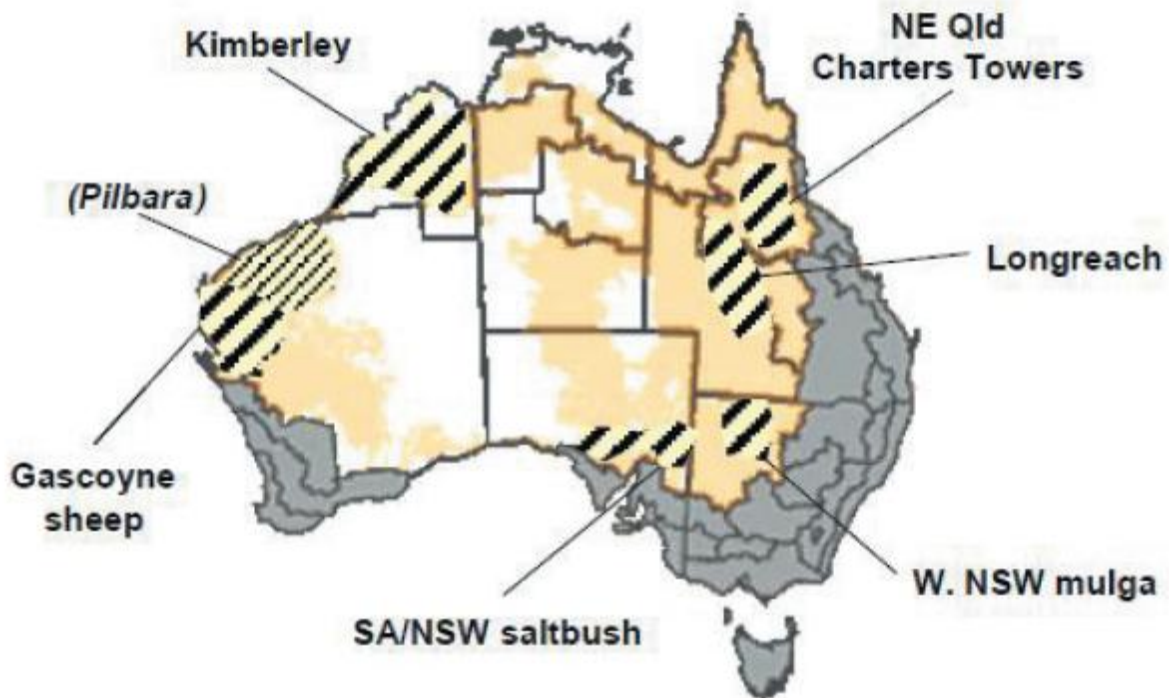 Kimberley
NE Qld
Charters Towers
(Pilbara)
Longreach
Gascoyne
sheep
W. NSW mulga
SA/NSW saltbush